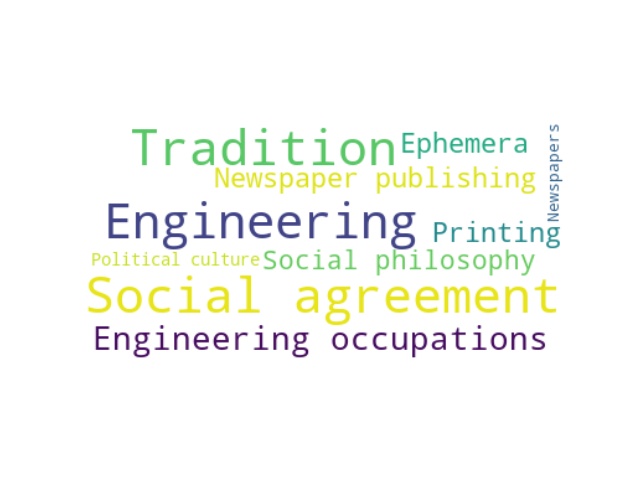 Tradition
Ephemera
Newspapers
Newspaper publishing
Engineering
Printing
Political culture
Social philosophy
Social agreement
Engineering occupations